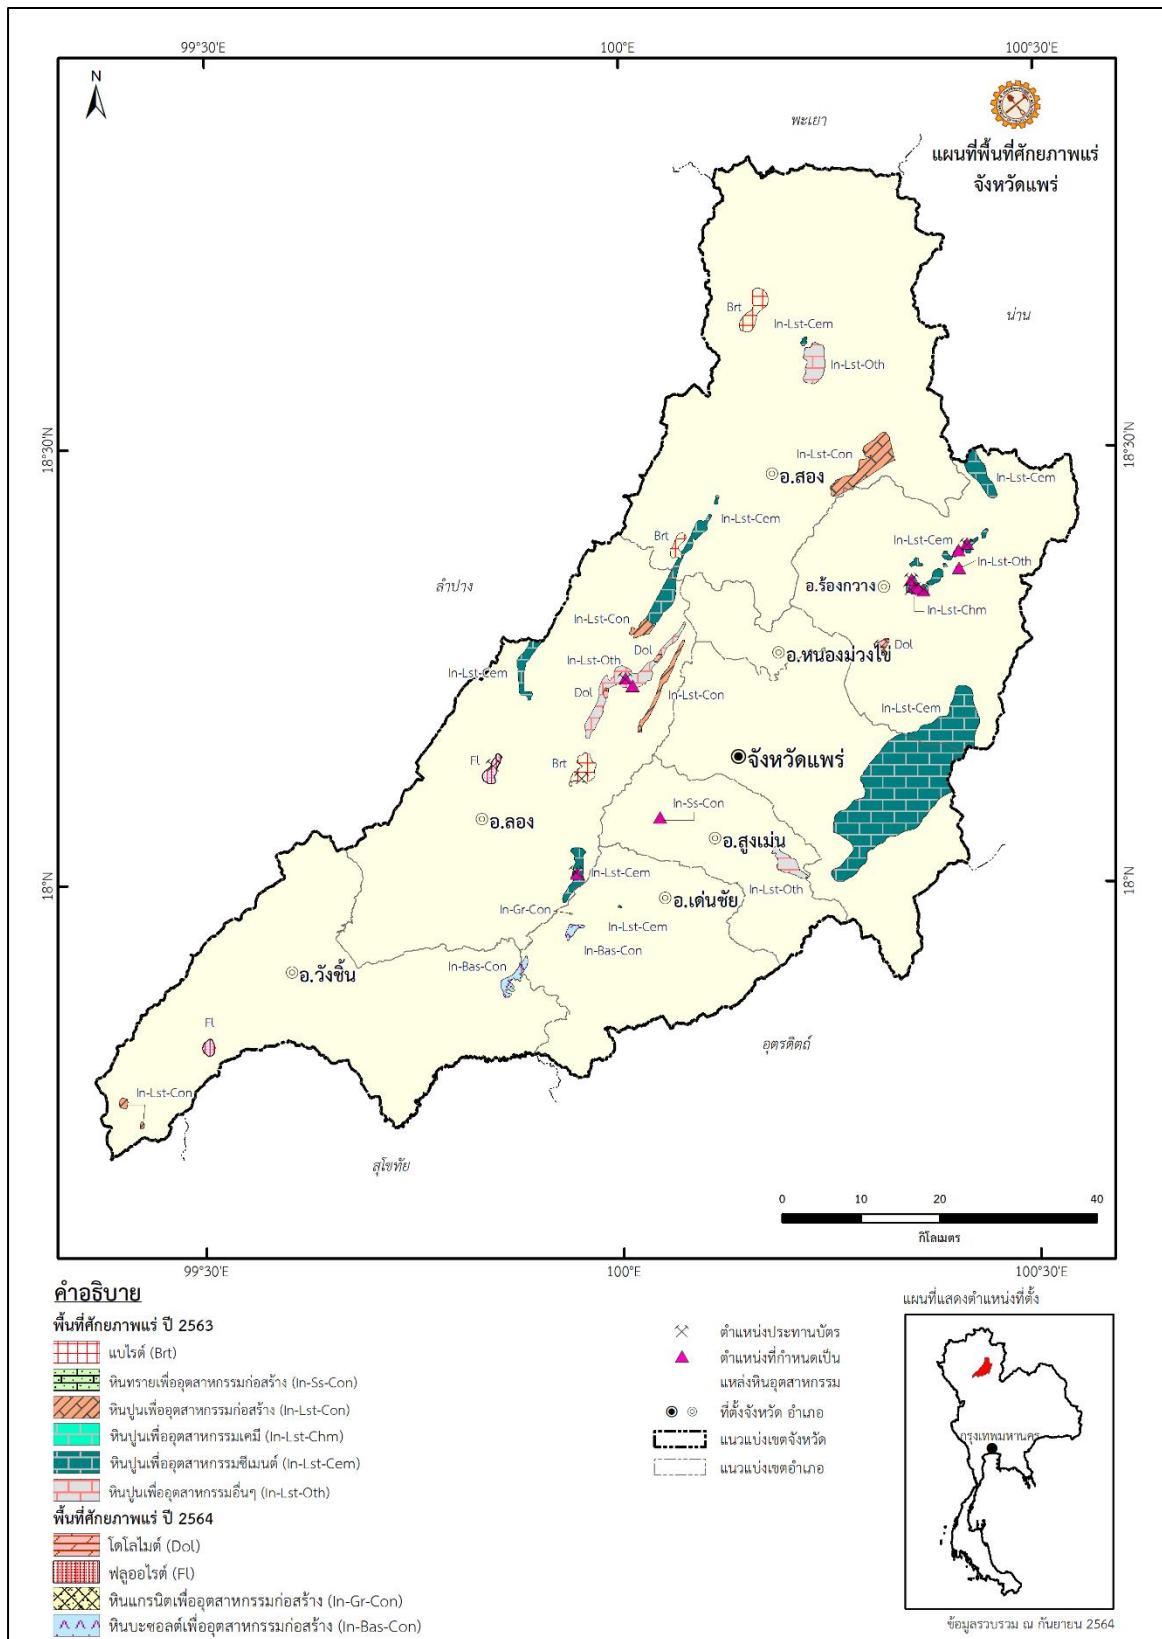 99°30'E
100°E
100°30'E
N
พะเยา
แผนที่พื้นที่ศักยภาพแร่
จังหวัดแพร่
น่าน
Brt
In-Lst-Cem
In-Lst-Oth
18°30'N
18°30'N
In-Lst-Con
อ.สอง
In-Lst-Cem
In-Lst-Cem
Brt
In-Lst-Cem
In-Lst-Oth
ลำปาง
อ.ร้องกวาง
In-Lst-Chm
In-Lst-Con
Dol
Dol
In-Lst-Oth
อ.หนองม่วงไข่
In-Lst-Cem
Dol
In-Lst-Con
In-Lst-Cem
Fl
Brt
จังหวัดแพร่
In-Ss-Con
อ.ลอง
อ.สูงเม่น
In-Lst-Cem
In-Lst-Oth
18°N
18°N
In-Gr-Con
อ.เด่นชัย
In-Lst-Cem
In-Bas-Con
In-Bas-Con
อ.วังชิ้น
Fl
อุตรดิตถ์
In-Lst-Con
สุโขทัย
0 10 20 40
กิโลเมตร
99°30'E
100°E
100°30'E
คำอธิบาย
พื้นที่ศักยภาพแร่ ปี 2563
แบไรต์ (Brt)
หินทรายเพื่ออุตสาหกรรมก่อสร้าง (In-Ss-Con)
หินปูนเพื่ออุตสาหกรรมก่อสร้าง (In-Lst-Con)
หินปูนเพื่ออุตสาหกรรมเคมี (In-Lst-Chm)
หินปูนเพื่ออุตสาหกรรมซีเมนต์ (In-Lst-Cem)
หินปูนเพื่ออุตสาหกรรมอื่นๆ (In-Lst-Oth)
พื้นที่ศักยภาพแร่ ปี 2564
โดโลไมต์ (Dol)
ฟลูออไรต์ (Fl)
หินแกรนิตเพื่ออุตสาหกรรมก่อสร้าง (In-Gr-Con)
หินบะซอลต์เพื่ออุตสาหกรรมก่อสร้าง (In-Bas-Con)
ตำแหน่งประทานบัตร
ตำแหน่งที่กำหนดเป็น
แหล่งหินอุตสาหกรรม
ที่ตั้งจังหวัด อำเภอ
แนวแบ่งเขตจังหวัด
แนวแบ่งเขตอำเภอ
แผนที่แสดงตำแหน่งที่ตั้ง
กรุงเทพมหานคร
ข้อมูลรวบรวม ณ กันยายน 2564